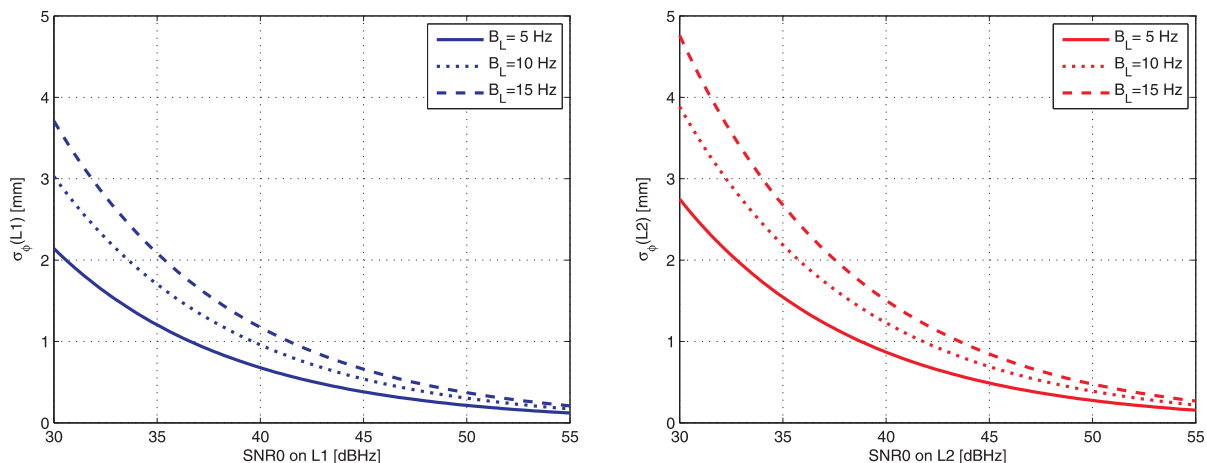 5
4
3
2
1
0
σϕ(L1) [mm]
BL= 5 Hz
BL=10 Hz
BL=15 Hz
30 35 40 45 50 55
SNR0 on L1 [dBHz]
5
4
3
2
1
0
σϕ(L2) [mm]
BL= 5 Hz
BL=10 Hz
BL=15 Hz
30 35 40 45 50 55
SNR0 on L2 [dBHz]